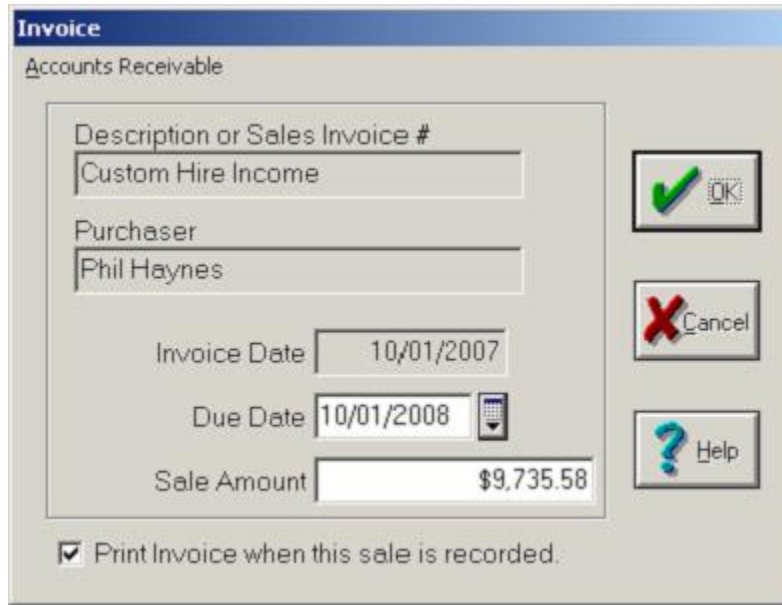 Invoice
Accounts Receivable
Description or Sales Invoice #
Custom Hire Income
OK
Purchaser
Phil Haynes
Cancel
Invoice Date 10/01/2007
Due Date 10/01/2008
Help
Sale Amount $9,735.58
Print Invoice when this sale is recorded.